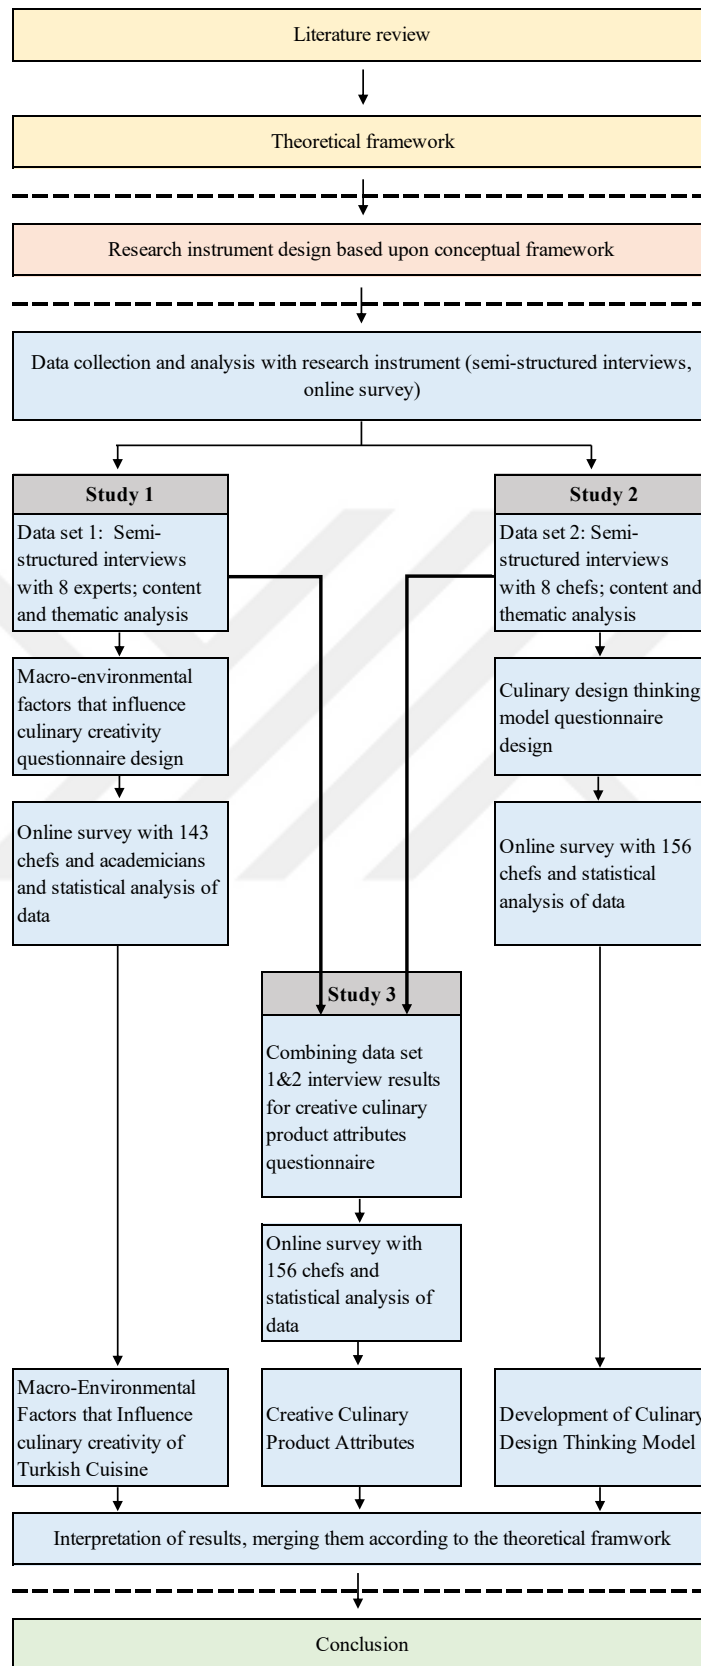 Literature review
Theoretical framework
Research instrument design based upon conceptual framework
Data collection and analysis with research instrument (semi-structured interviews,
online survey)
Study 1
Data set 1: Semi-
structured interviews
with 8 experts; content
and thematic analysis
Macro-environmental
factors that influence
culinary creativity
questionnaire design
Online survey with 143
chefs and academicians
and statistical analysis of
data
Study 2
Data set 2: Semi-
structured interviews
with 8 chefs; content and
thematic analysis
Culinary design thinking
model questionnaire
design
Online survey with 156
chefs and statistical
analysis of data
Study 3
Combining data set
1&2 interview results
for creative culinary
product attributes
questionnaire
Online survey with
156 chefs and
statistical analysis of
data
Macro-Environmental
Factors that Influence
culinary creativity of
Turkish Cuisine
Creative Culinary
Product Attributes
Development of Culinary
Design Thinking Model
Interpretation of results, merging them according to the theoretical framwork
Conclusion